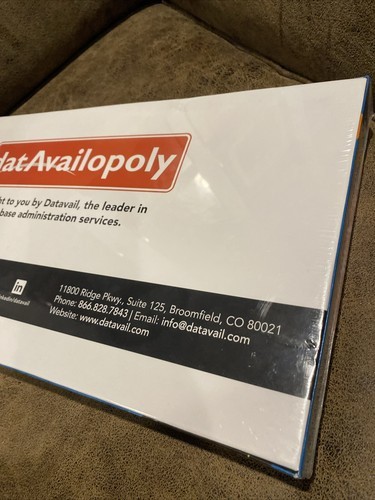 datAvailopoly
ht to you by Datavail, the leader in
base administration services.
in
linkedin/datavail
11800 Ridge Pkwy, Suite 125, Broomfield, CO 80021
Phone: 866.828.7843 | Email: info@datavail.com
Website: www.datavail.com